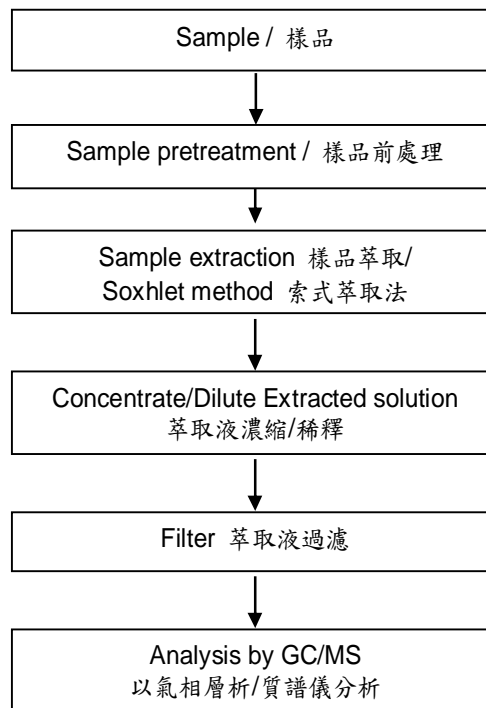 Sample / 樣品
Sample pretreatment / 樣品前處理
Sample extraction 樣品萃取/
Soxhlet method 索式萃取法
Concentrate/Dilute Extracted solution
萃取液濃縮/稀釋
Filter 萃取液過濾
Analysis by GC/MS
以氣相層析/質譜儀分析